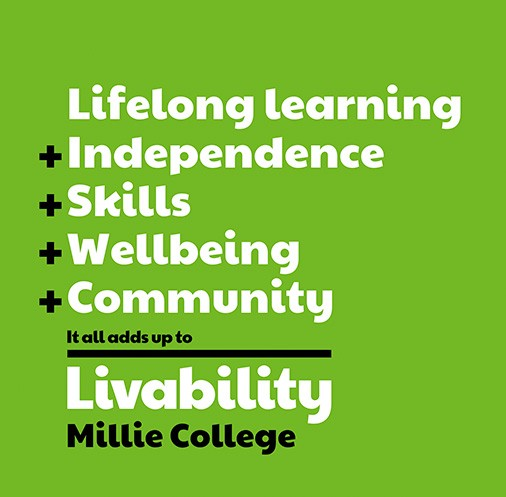 Lifelong learning
+Independence
+Skills
+Wellbeing
+Community
It all adds up to
Livability
Millie College